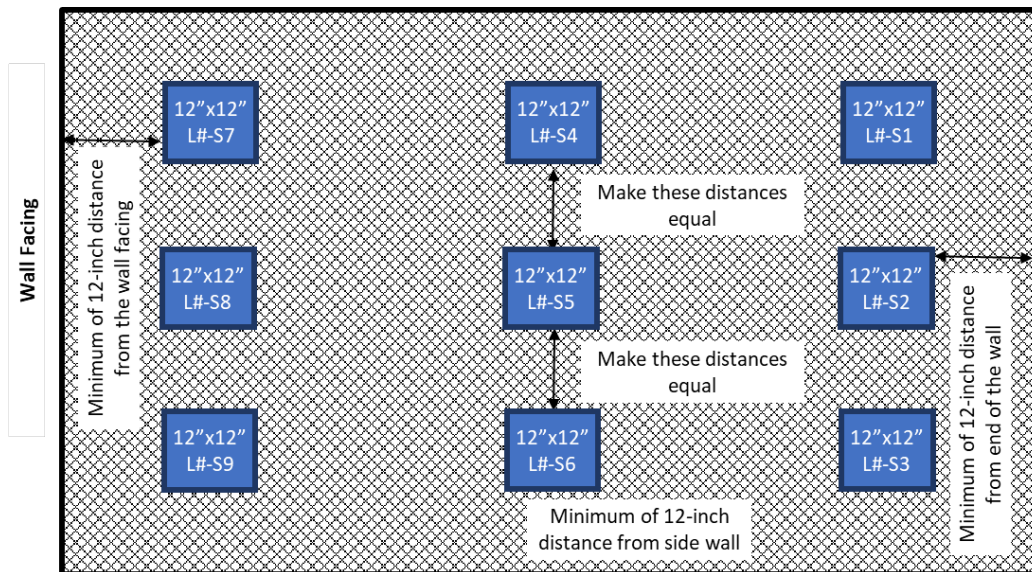 Wall Facing
Minimum of 12-inch distance
from the wall facing
12”x12”
L#-S7
12”x12”
L#-S4
12”x12”
L#-S1
Make these distances
equal
12”x12”
L#-S8
12”x12”
L#-S5
12”x12”
L#-S2
Make these distances
equal
12”x12”
L#-S9
12”x12”
L#-S6
12”x12”
L#-S3
Minimum of 12-inch
distance from side wall
Minimum of 12-inch distance
from end of the wall